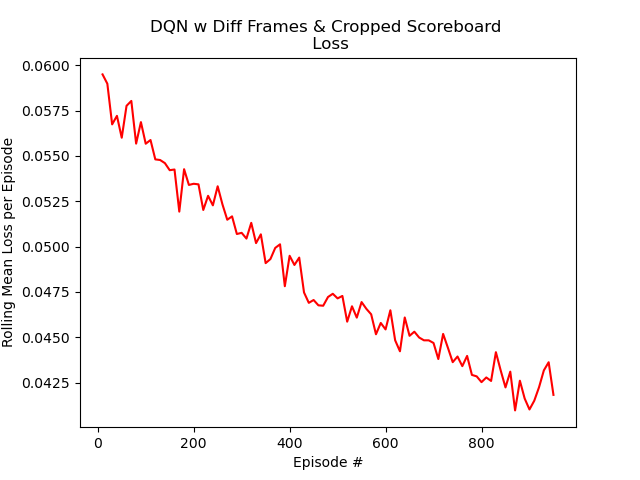 DQN w Diff Frames & Cropped Scoreboard
Loss
0.0600
0.0575
0.0550
0.0525
0.0500
0.0475
0.0450
0.0425
Rolling Mean Loss per Episode
0 200 400 600 800
Episode #